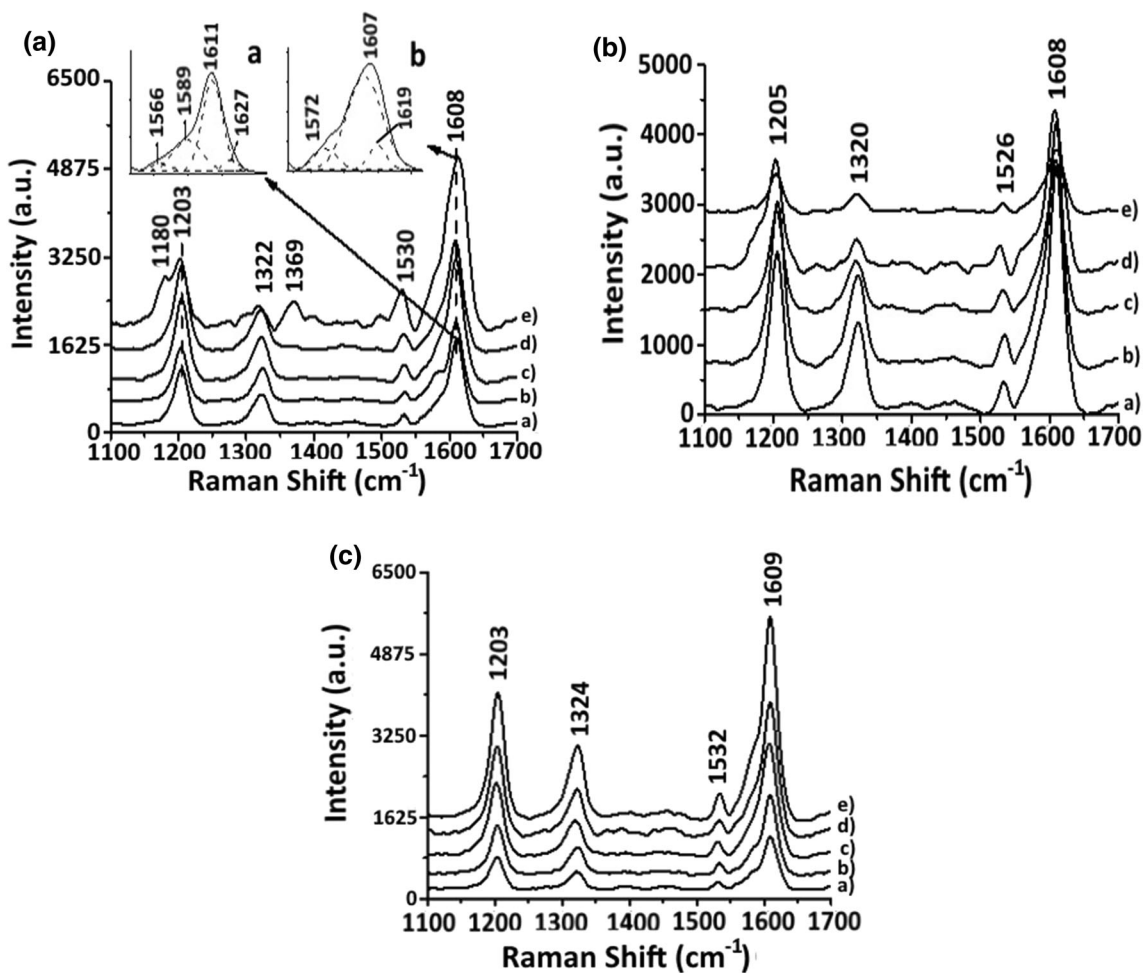 (a)
6500
4875
3250
1625
0
Intensity (a.u.)
1100 1200 1300 1400 1500 1600 1700
Raman Shift (cm-1)
1180
1203
1322
1369
1530
1608
e)
d)
c)
b)
a)
a
1566
1589
1611
1627
b
1572
1607
1619
(b)
5000
4000
3000
2000
1000
0
Intensity (a.u.)
1100 1200 1300 1400 1500 1600 1700
Raman Shift (cm-1)
1205
1320
1526
1608
e)
d)
c)
b)
a)
(c)
6500
4875
3250
1625
0
Intensity (a.u.)
1100 1200 1300 1400 1500 1600 1700
Raman Shift (cm-1)
1203
1324
1532
1609
e)
d)
c)
b)
a)